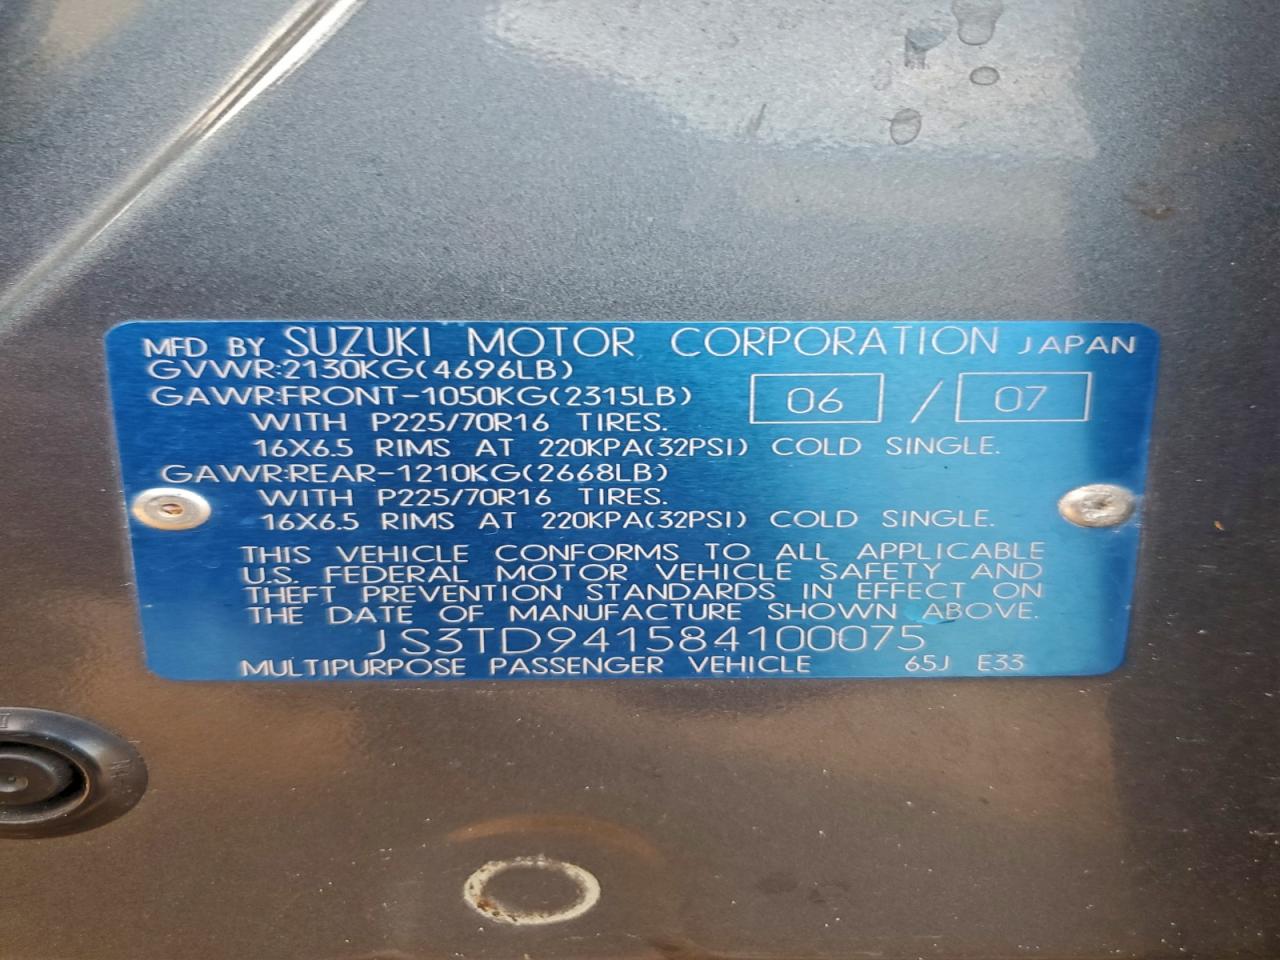 MFD BY SUZUKI MOTOR CORPORATION JAPAN
GVWR:2130KG(4696LB)
GAWR:FRONT-1050KG(2315LB) 06 / 07
WITH P225/70R16 TIRES.
16X6.5 RIMS AT 220KPA(32PSI) COLD SINGLE.
GAWR:REAR-1210KG(2668LB)
WITH P225/70R16 TIRES.
16X6.5 RIMS AT 220KPA(32PSI) COLD SINGLE.
THIS VEHICLE CONFORMS TO ALL APPLICABLE
U.S. FEDERAL MOTOR VEHICLE SAFETY AND
THEFT PREVENTION STANDARDS IN EFFECT ON
THE DATE OF MANUFACTURE SHOWN ABOVE.
JS3TD941584100075
MULTIPURPOSE PASSENGER VEHICLE 65J E33